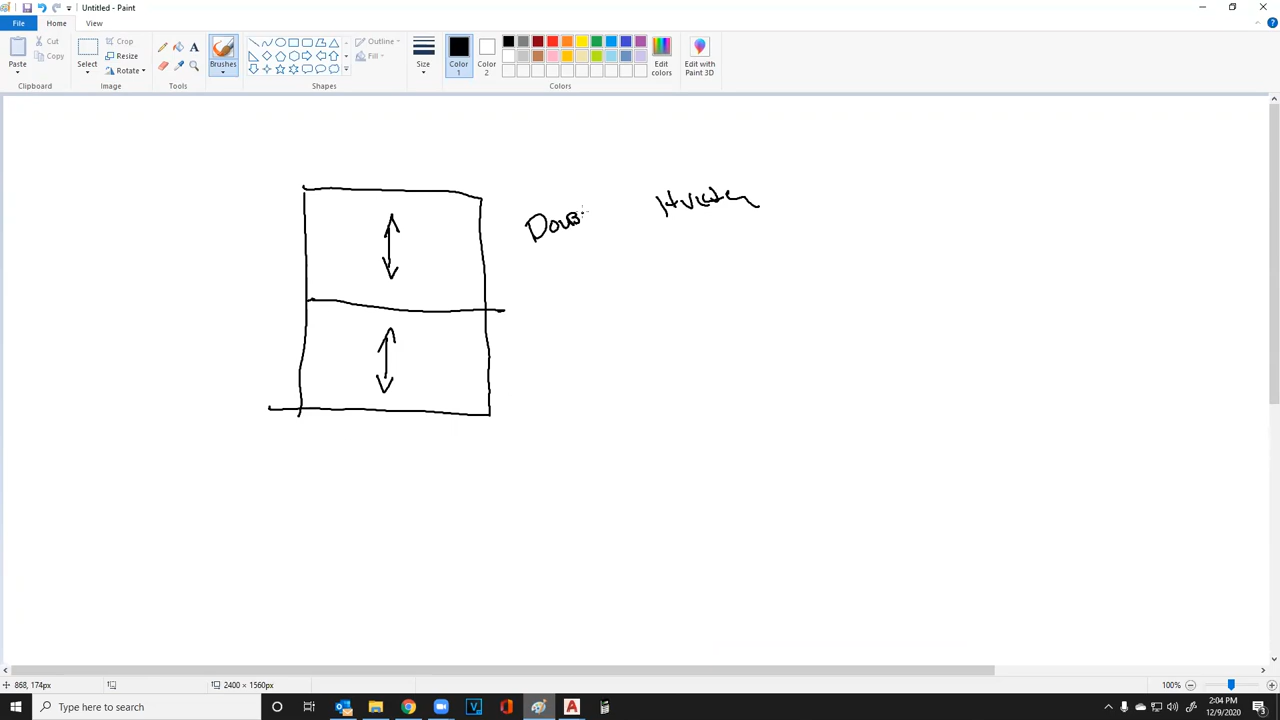 Untitled - Paint
File
Home
View
Paste
Cut
Copy
Clipboard
Select
Crop
Resize
Rotate
Image
A
Tools
Brushes
Outline
Fill
Shapes
Size
Color 1
Color 2
Edit colors
Colors
Edit with Paint 3D
Doub
868, 174px
2400 × 1560px
100%
Type here to search
2:04 PM
12/9/2020